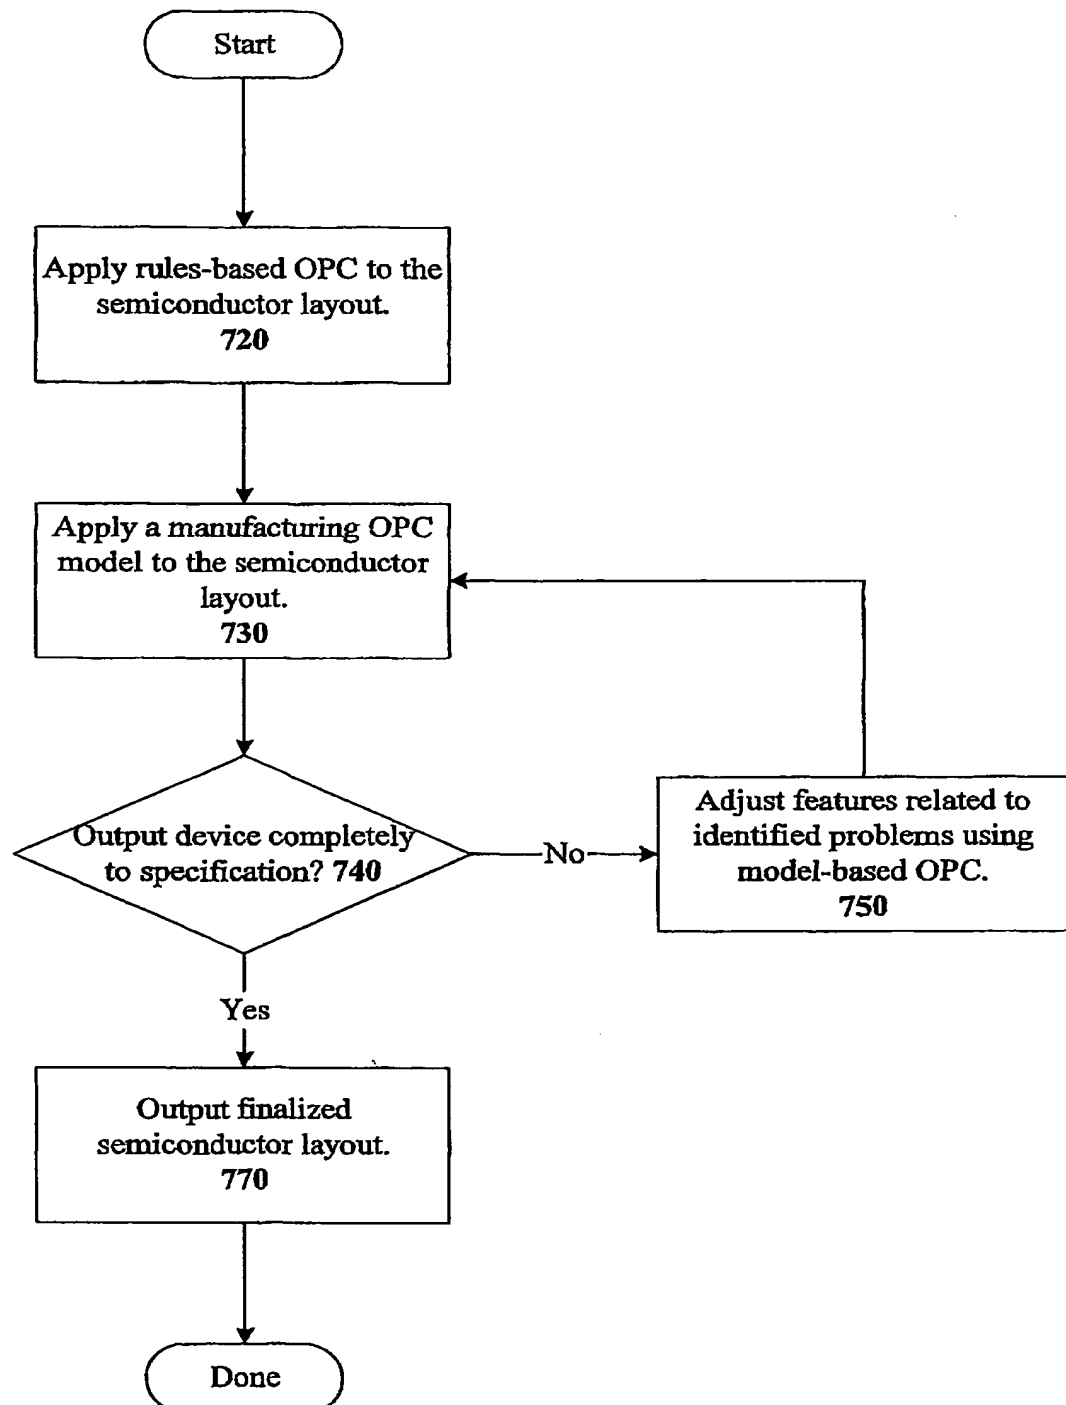 Start
Apply rules-based OPC to the
semiconductor layout.
720
Apply a manufacturing OPC
model to the semiconductor
layout.
730
Output device completely
to specification? 740
No
Adjust features related to
identified problems using
model-based OPC.
750
Yes
Output finalized
semiconductor layout.
770
Done